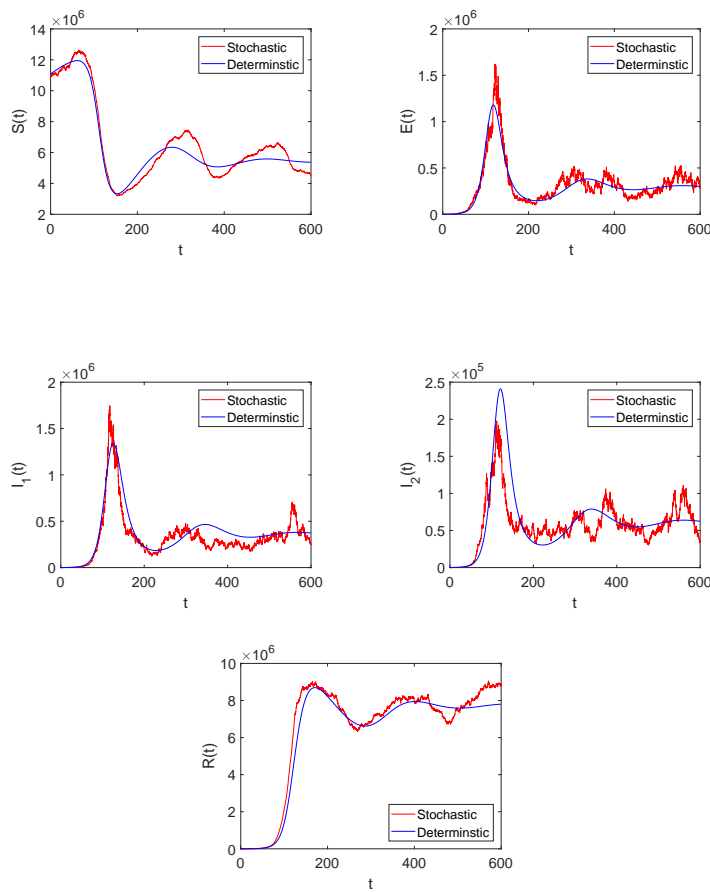 ×10^6
14
12
10
8
6
4
2
S(t)
0 200 400 600
t
Stochastic
Determinstic
×10^6
2
1.5
1
0.5
0
E(t)
0 200 400 600
t
Stochastic
Determinstic
×10^6
2
1.5
1
0.5
0
I_1(t)
0 200 400 600
t
Stochastic
Determinstic
×10^5
2.5
2
1.5
1
0.5
0
I_2(t)
0 200 400 600
t
Stochastic
Determinstic
×10^6
10
8
6
4
2
0
R(t)
0 200 400 600
t
Stochastic
Determinstic